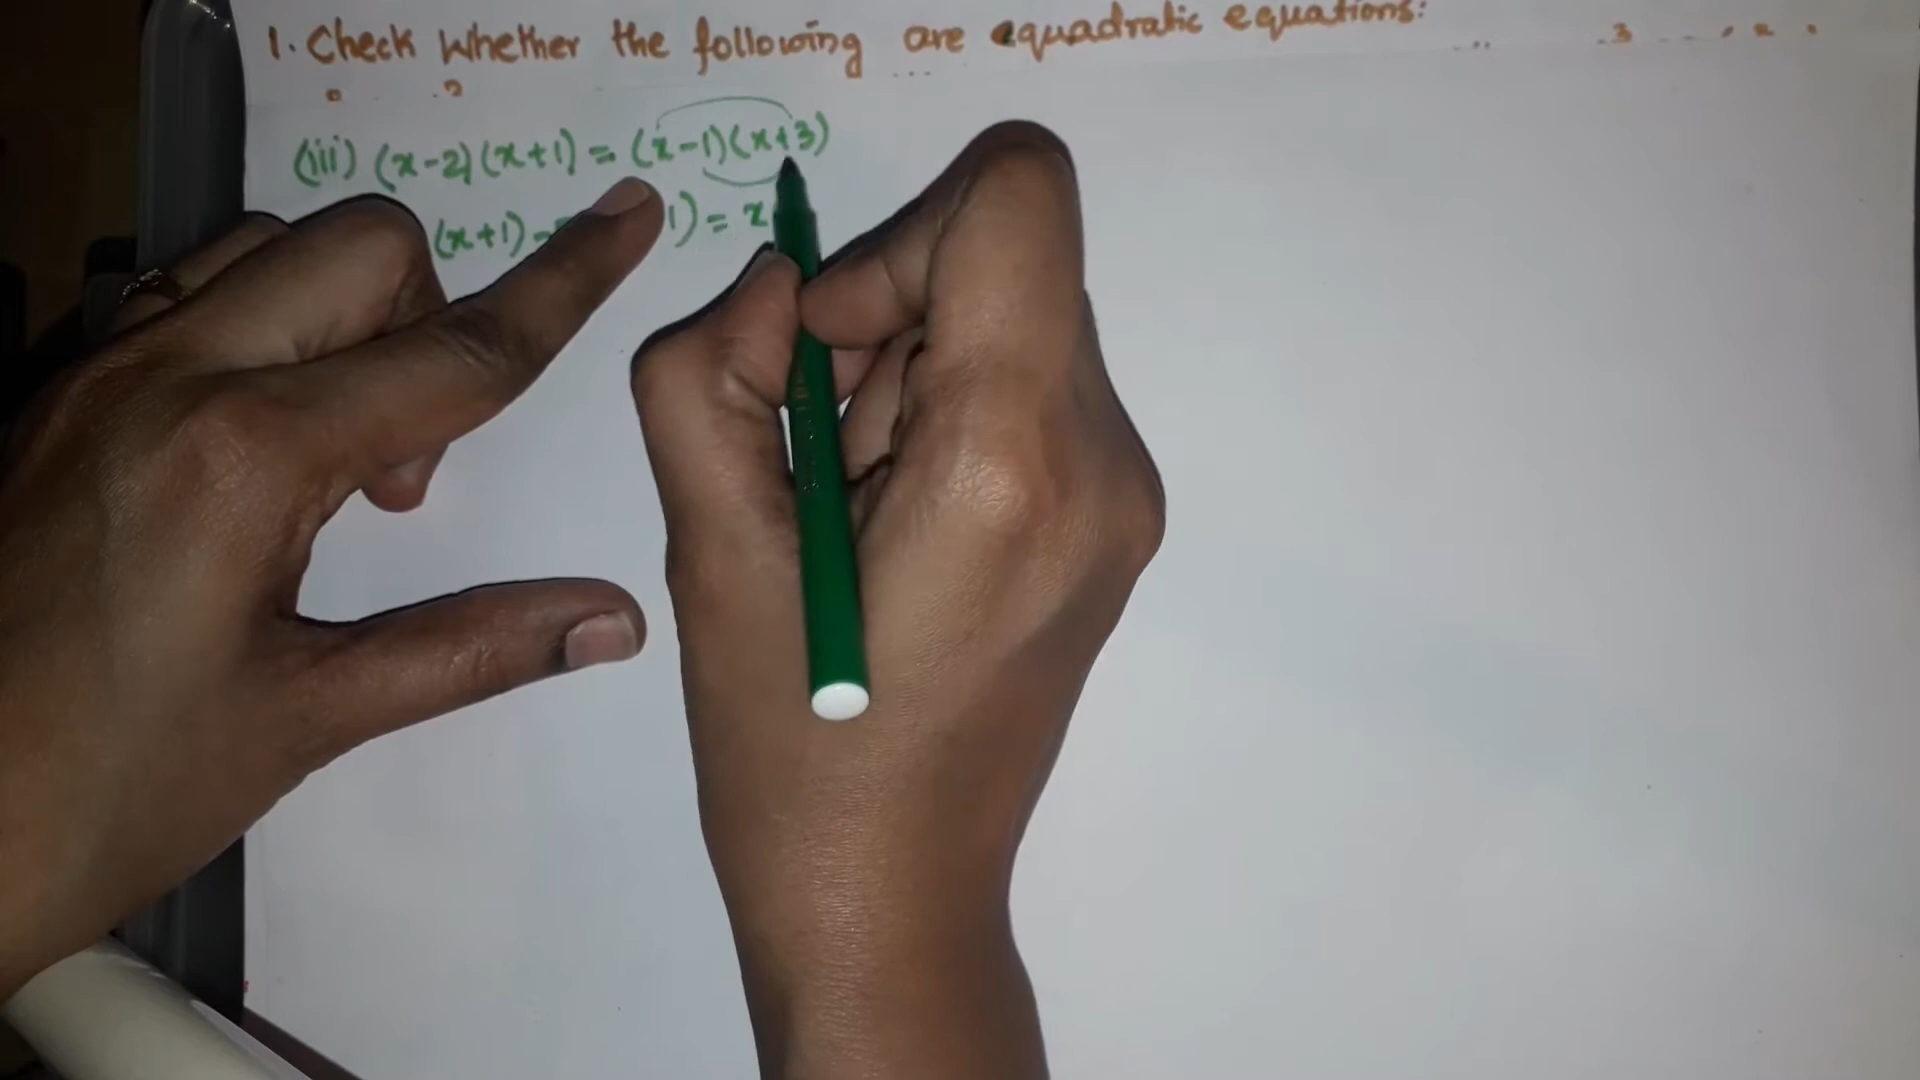 1. Check Whether the following are quadratic equations:
(iii) (x-2)(x+1) = (x-1)(x+3)
(x+1) - 1) = x